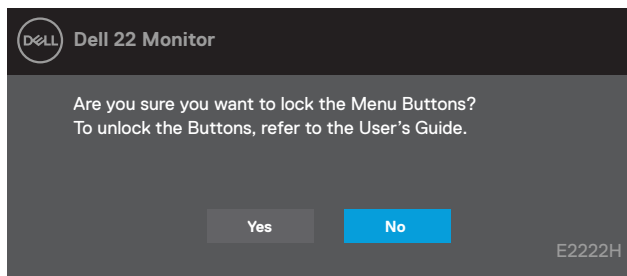 DELL Dell 22 Monitor
Are you sure you want to lock the Menu Buttons?
To unlock the Buttons, refer to the User’s Guide.
Yes No
E2222H